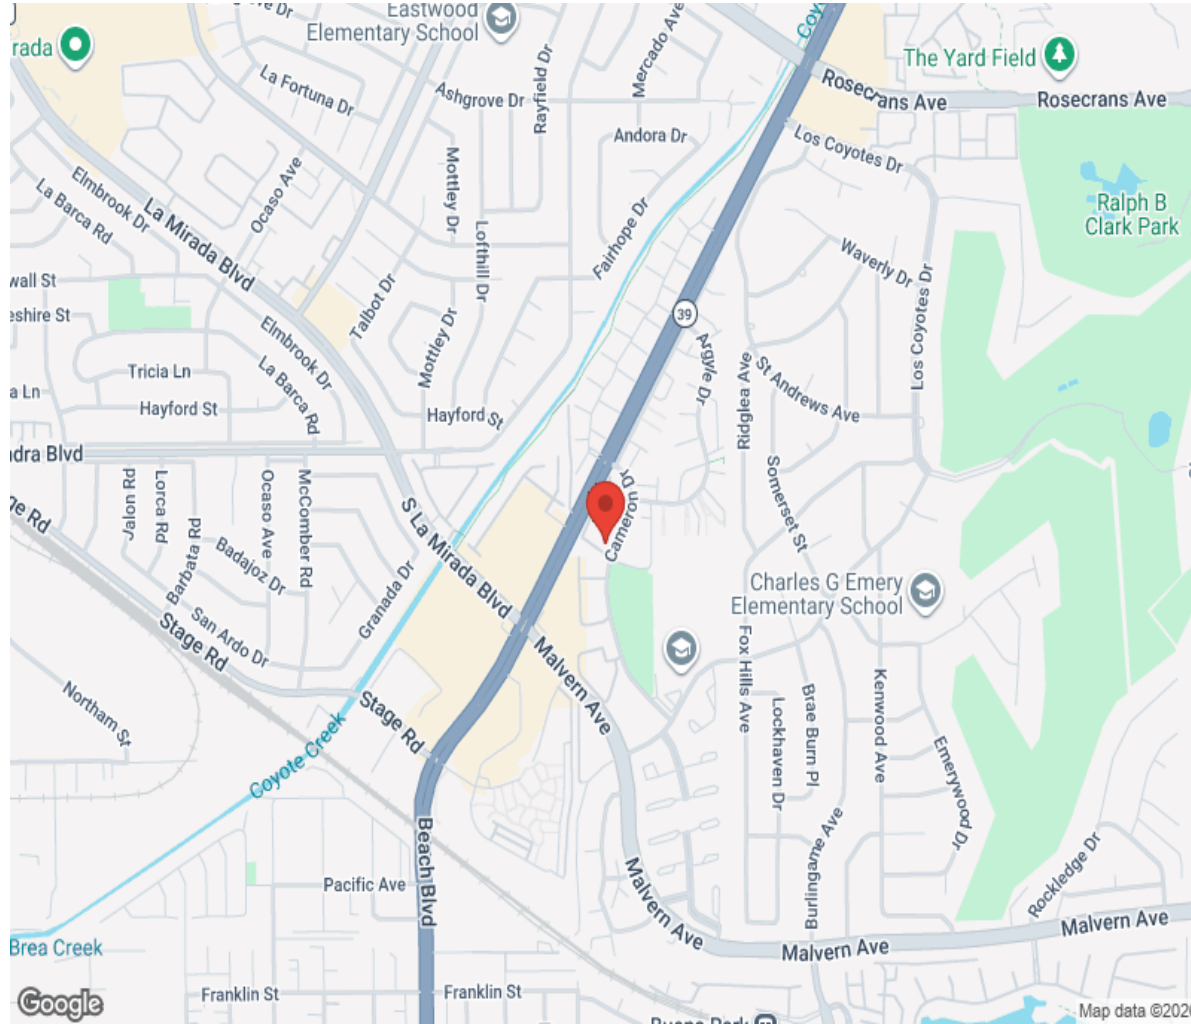 Eastwood
Elementary School
rada
La Fortuna Dr
Ashgrove Dr
Rayfield Dr
Mercado Ave
The Yard Field
Rosecrans Ave
Rosecrans Ave
Andora Dr
Los Coyotes Dr
Elmbrook Dr
La Barca Rd
La Mirada Blvd
Ocaso Ave
Mottley Dr
Lofthill Dr
Fairhope Dr
Ralph B
Clark Park
Waverly Dr
Los Coyotes Dr
wall St
eshire St
Talbot Dr
39
Argyle Dr
Elmbrook Dr
Mottley Dr
Ridglea Ave
St Andrews Ave
Tricia Ln
La Barca Rd
a Ln
Hayford St
Hayford St
dra Blvd
Jalon Rd
Lorca Rd
Barbata Rd
Ocaso Ave
McComber Rd
S La Mirada Blvd
Cameron Dr
Somerset St
ge Rd
Badajoz Dr
Granada Dr
San Ardo Dr
Stage Rd
Charles G Emery
Elementary School
Malvern Ave
Fox Hills Ave
Lockhaven Dr
Brae Burn Pl
Kenwood Ave
Emerywood Dr
Northam St
Stage Rd
Coyote Creek
Beach Blvd
Burlingame Ave
Rockledge Dr
Pacific Ave
Malvern Ave
Malvern Ave
Malvern Ave
Brea Creek
Franklin St
Franklin St
Google
Map data ©202